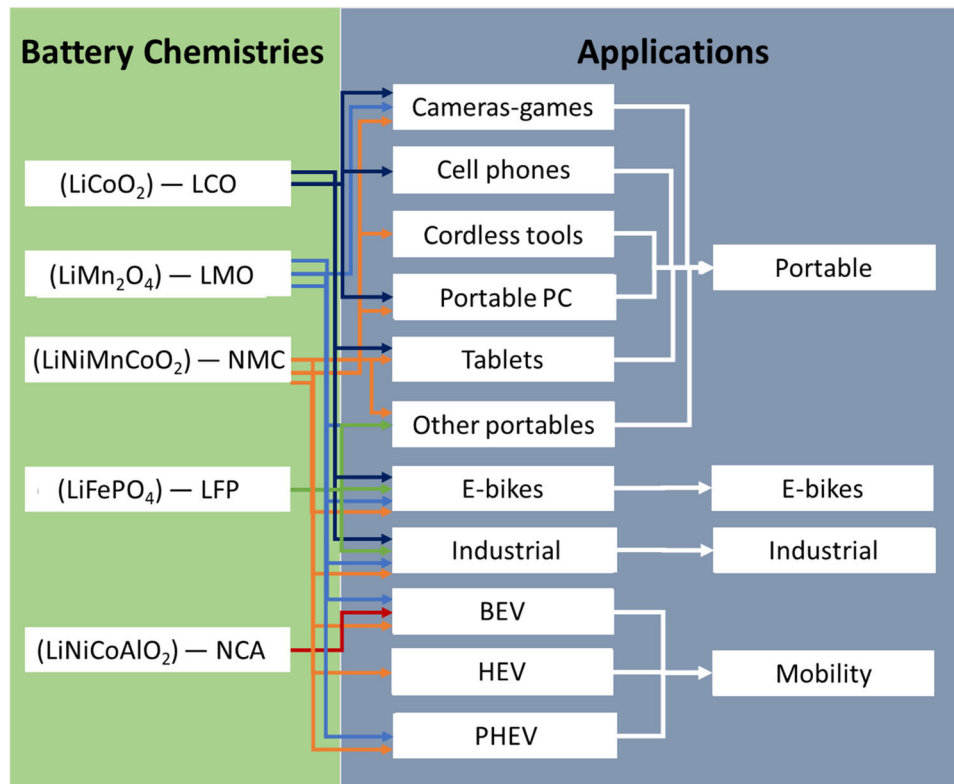 Battery Chemistries
Applications
(LiCoO₂) — LCO
(LiMn₂O₄) — LMO
(LiNiMnCoO₂) — NMC
(LiFePO₄) — LFP
(LiNiCoAlO₂) — NCA
Cameras-games
Cell phones
Cordless tools
Portable PC
Tablets
Other portables
E-bikes
Industrial
BEV
HEV
PHEV
Portable
E-bikes
Industrial
Mobility